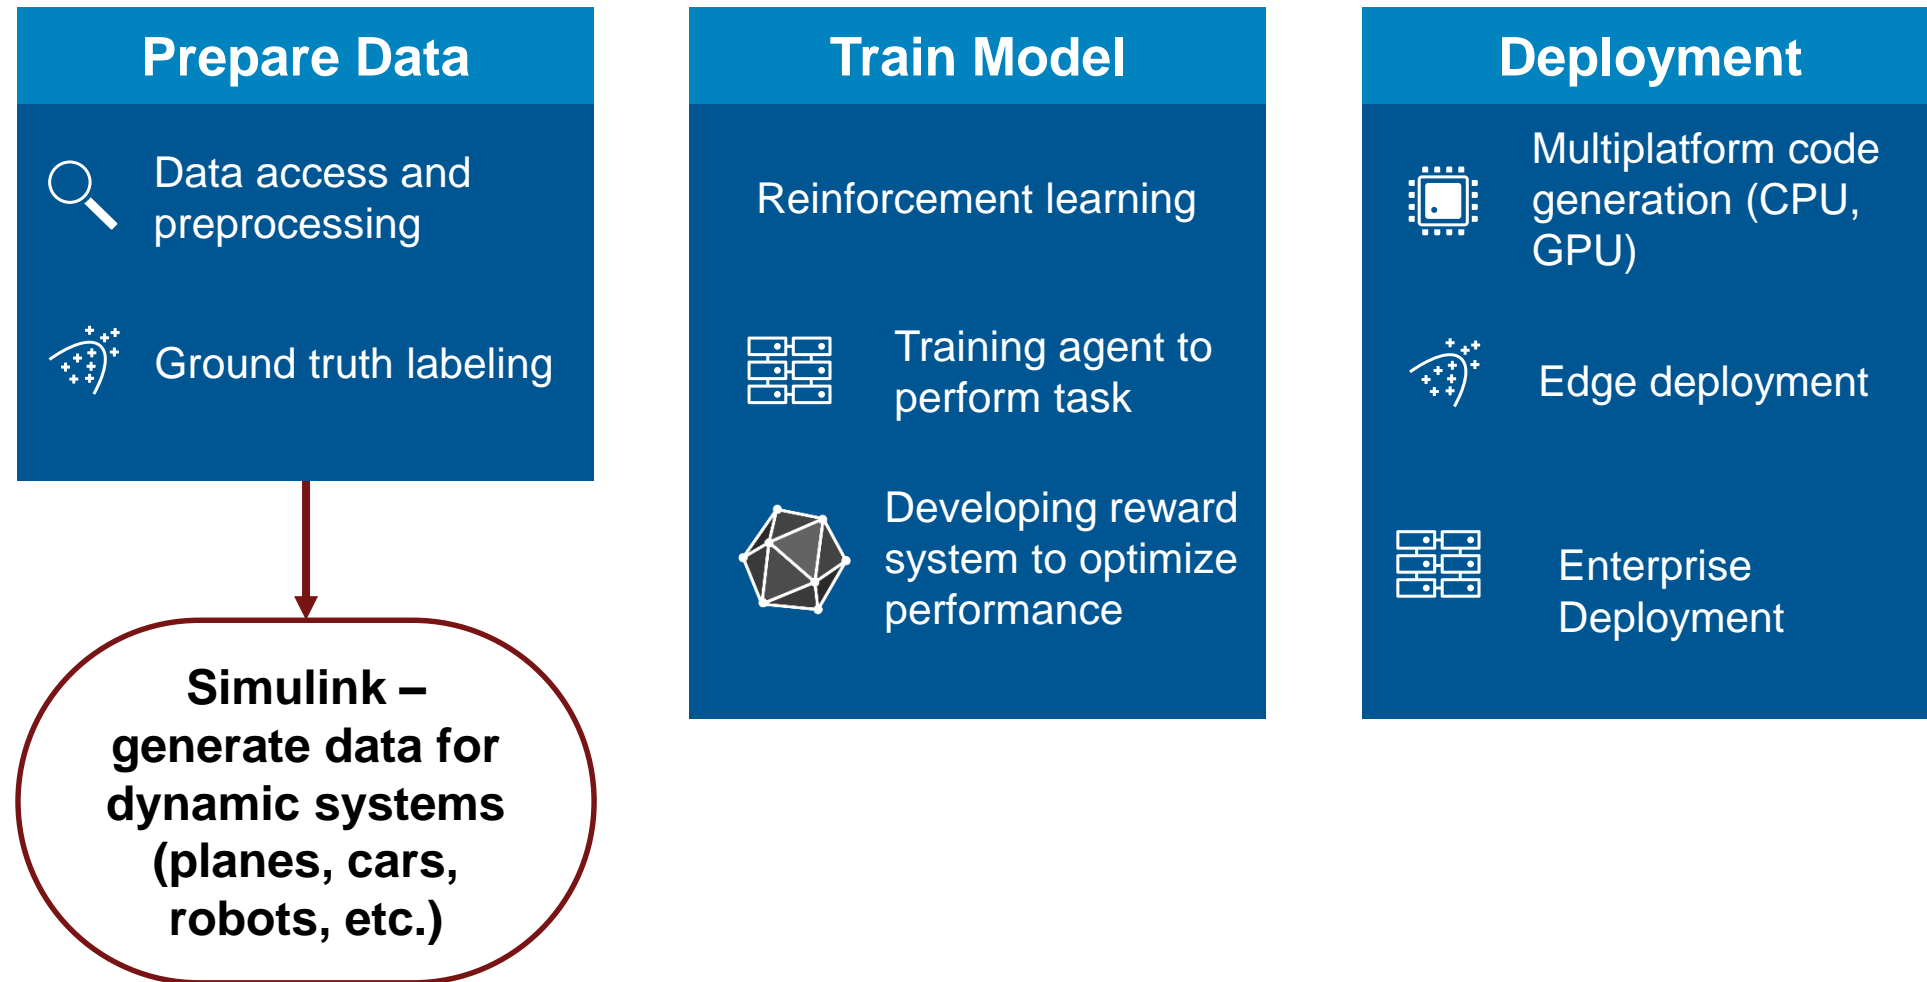 Prepare Data
Data access and
preprocessing
Ground truth labeling
Simulink –
generate data for
dynamic systems
(planes, cars,
robots, etc.)
Train Model
Reinforcement learning
Training agent to
perform task
Developing reward
system to optimize
performance
Deployment
Multiplatform code
generation (CPU,
GPU)
Edge deployment
Enterprise
Deployment